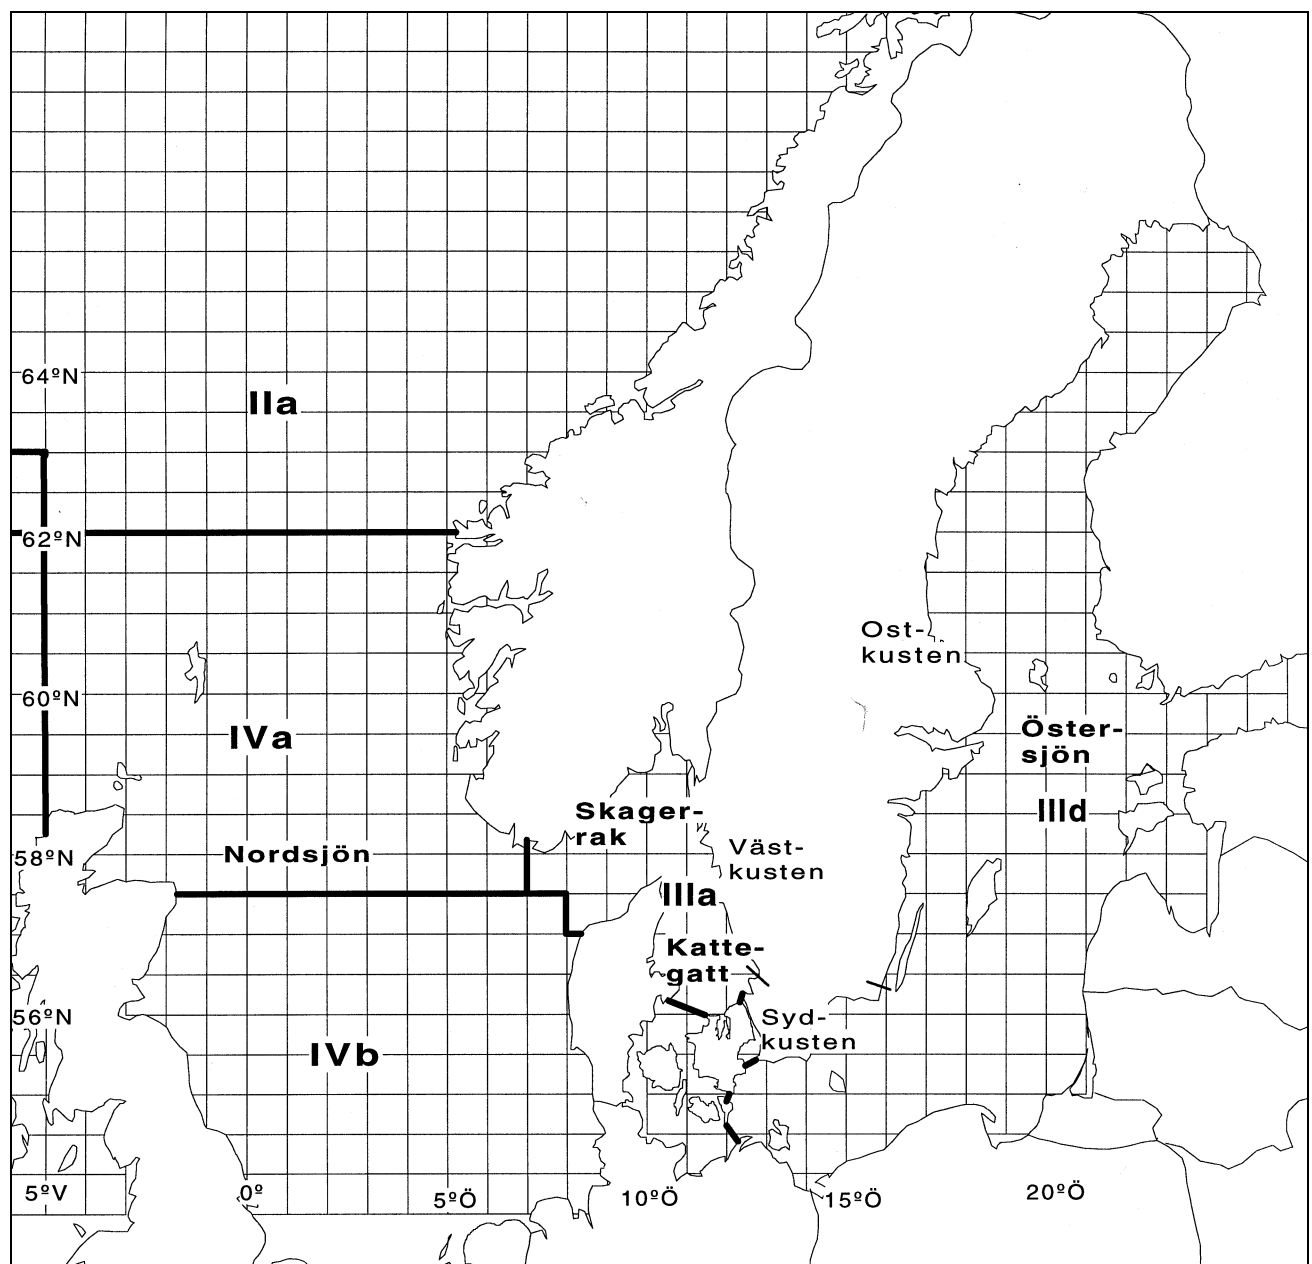 64ºN
IIa
62ºN
Ost-
kusten
60ºN
IVa
Öster-
sjön
Skager-
rak
IIId
58ºN
Nordsjön
Väst-
kusten
IIIa
Katte-
gatt
56ºN
Syd-
kusten
IVb
5ºV
0º
5ºÖ
10ºÖ
15ºÖ
20ºÖ